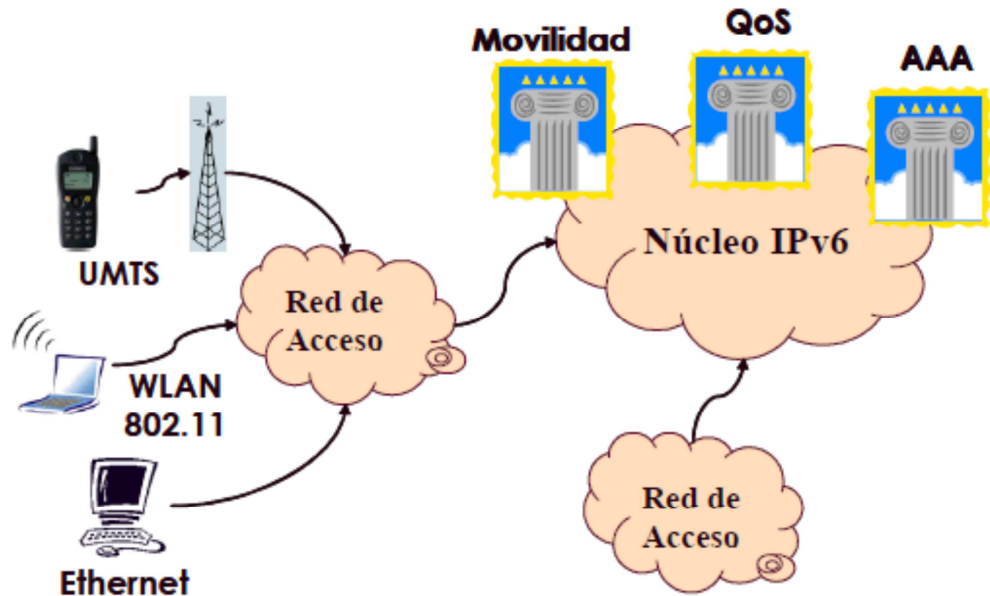 Movilidad
QoS
AAA
UMTS
Red de
Acceso
Núcleo IPv6
WLAN
802.11
Ethernet
Red de
Acceso